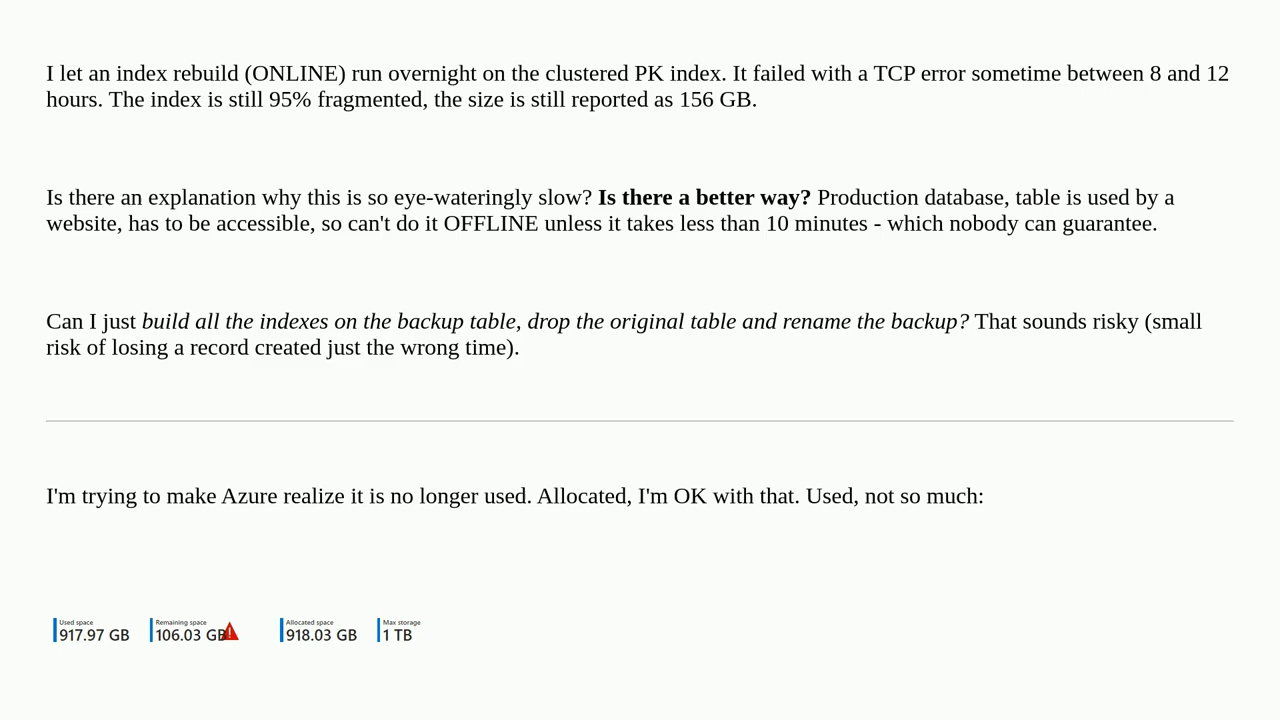 I let an index rebuild (ONLINE) run overnight on the clustered PK index. It failed with a TCP error sometime between 8 and 12
hours. The index is still 95% fragmented, the size is still reported as 156 GB.
Is there an explanation why this is so eye-wateringly slow? Is there a better way? Production database, table is used by a
website, has to be accessible, so can't do it OFFLINE unless it takes less than 10 minutes - which nobody can guarantee.
Can I just build all the indexes on the backup table, drop the original table and rename the backup? That sounds risky (small
risk of losing a record created just the wrong time).
I'm trying to make Azure realize it is no longer used. Allocated, I'm OK with that. Used, not so much:
Used space Remaining space Allocated space Max storage
917.97 GB 106.03 GB 918.03 GB 1 TB